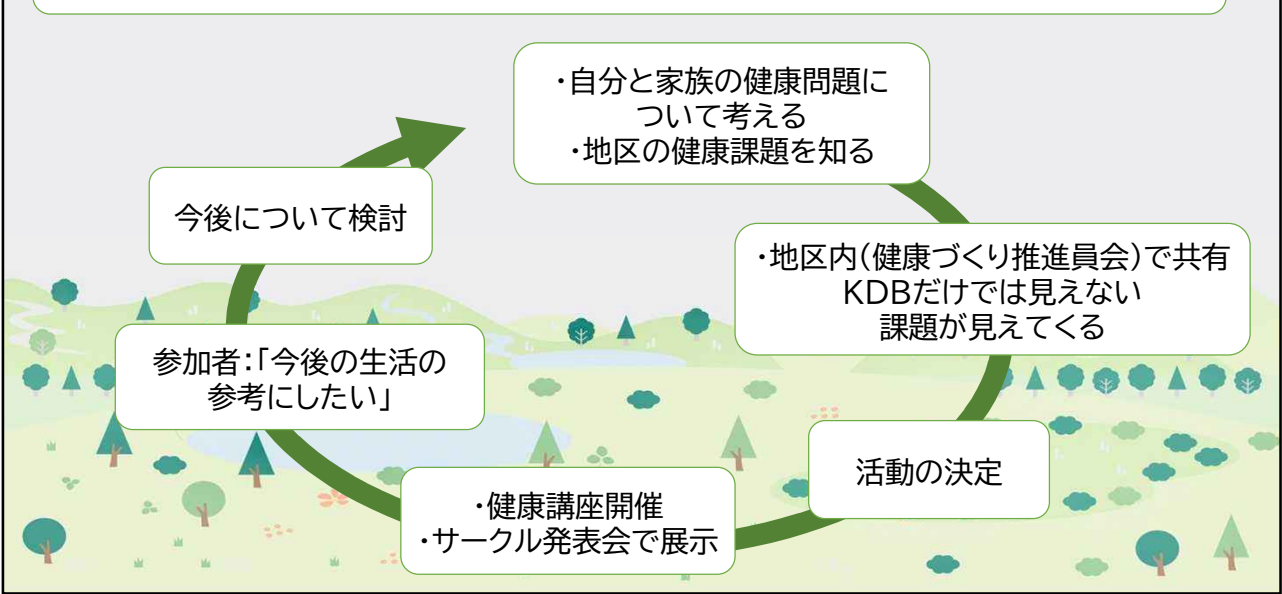 ・自分と家族の健康問題に
ついて考える
・地区の健康課題を知る
・地区内(健康づくり推進員会)で共有
KDBだけでは見えない
課題が見えてくる
活動の決定
・健康講座開催
・サークル発表会で展示
参加者:「今後の生活の
参考にしたい」
今後について検討